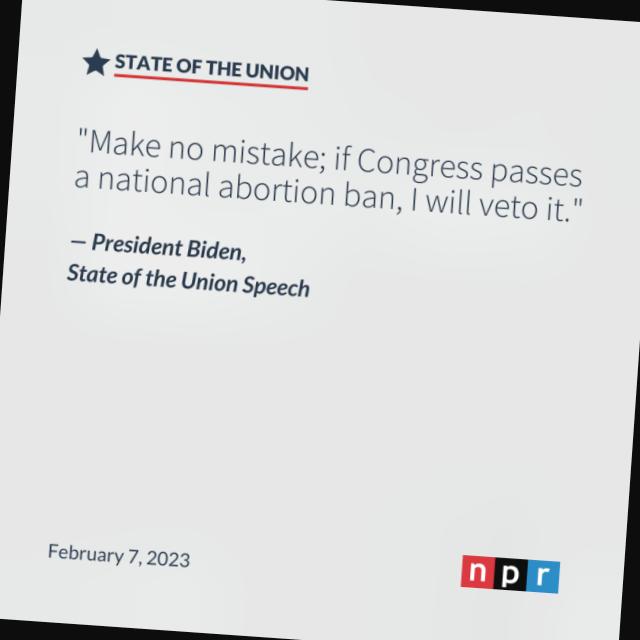 STATE OF THE UNION
"Make no mistake; if Congress passes
a national abortion ban, I will veto it."
— President Biden,
State of the Union Speech
February 7, 2023
npr